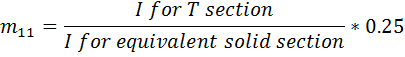 m₁₁ = I for T section / I for equivalent solid section * 0.25